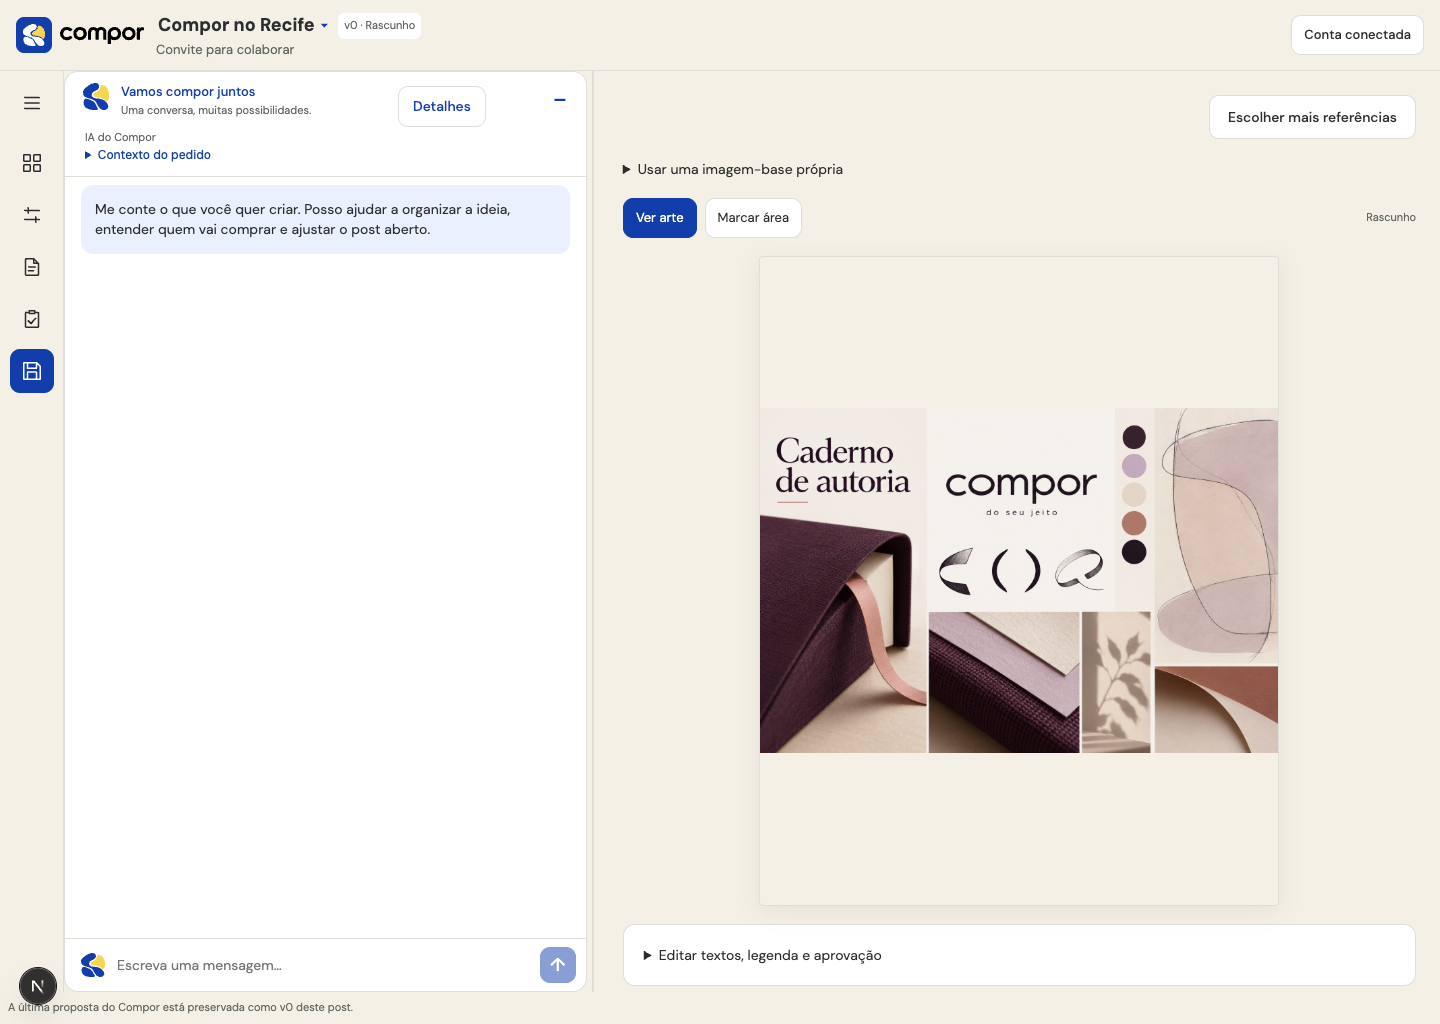 compor
Compor no Recife
v0 · Rascunho
Convite para colaborar
Conta conectada
Vamos compor juntos
Uma conversa, muitas possibilidades.
Detalhes
IA do Compor
Contexto do pedido
Me conte o que você quer criar. Posso ajudar a organizar a ideia,
entender quem vai comprar e ajustar o post aberto.
Escreva uma mensagem...
N
A última proposta do Compor está preservada como v0 deste post.
Escolher mais referências
Usar uma imagem-base própria
Ver arte
Marcar área
Rascunho
Caderno
de autoria
compor
do seu jeito
Editar textos, legenda e aprovação